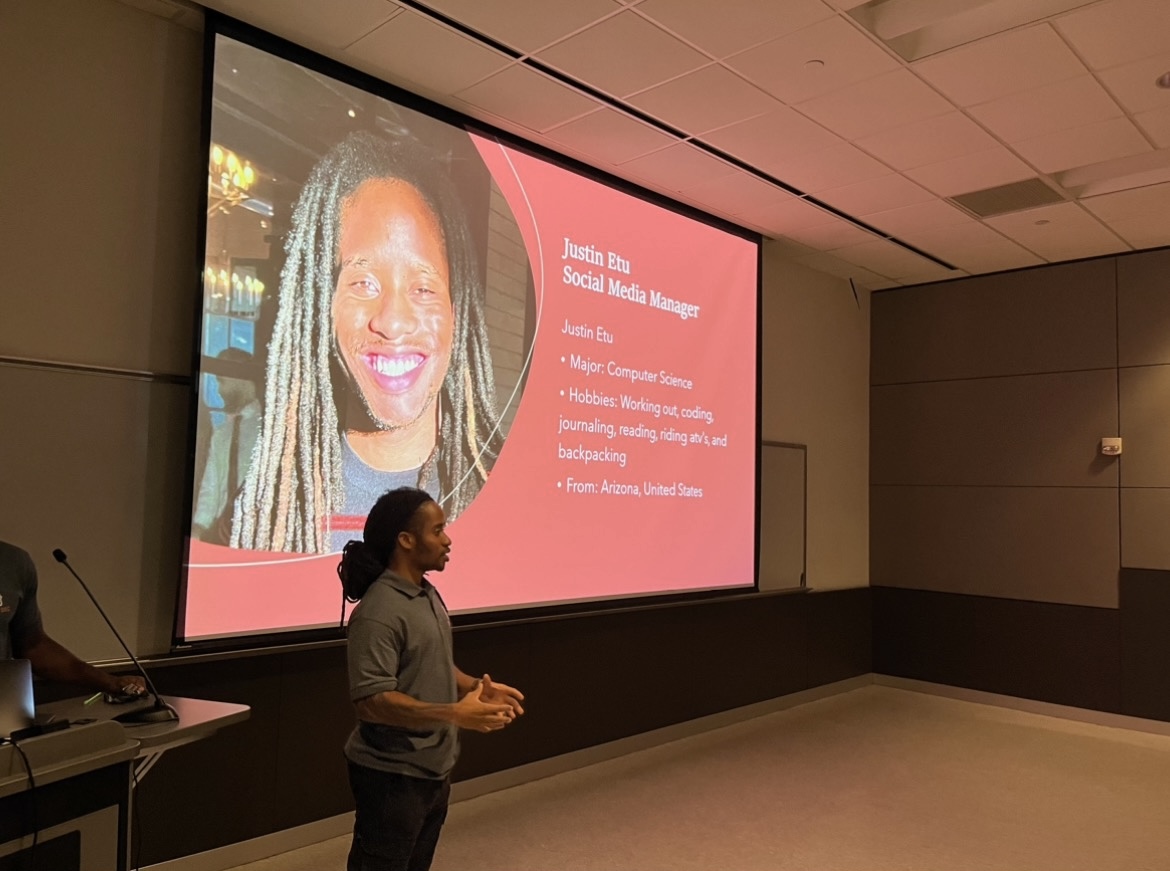 Justin Etu
Social Media Manager
Justin Etu
• Major: Computer Science
• Hobbies: Working out, coding,
journaling, reading, riding atv's, and
backpacking
• From: Arizona, United States